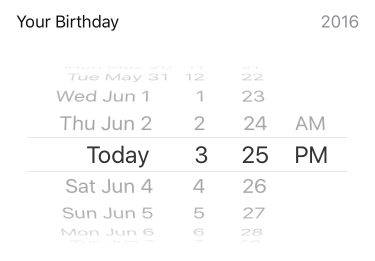 Your Birthday 2016
Tue May 31 12 22
Wed Jun 1 1 23
Thu Jun 2 2 24 AM
Today 3 25 PM
Sat Jun 4 4 26
Sun Jun 5 5 27
Mon Jun 6 6 28